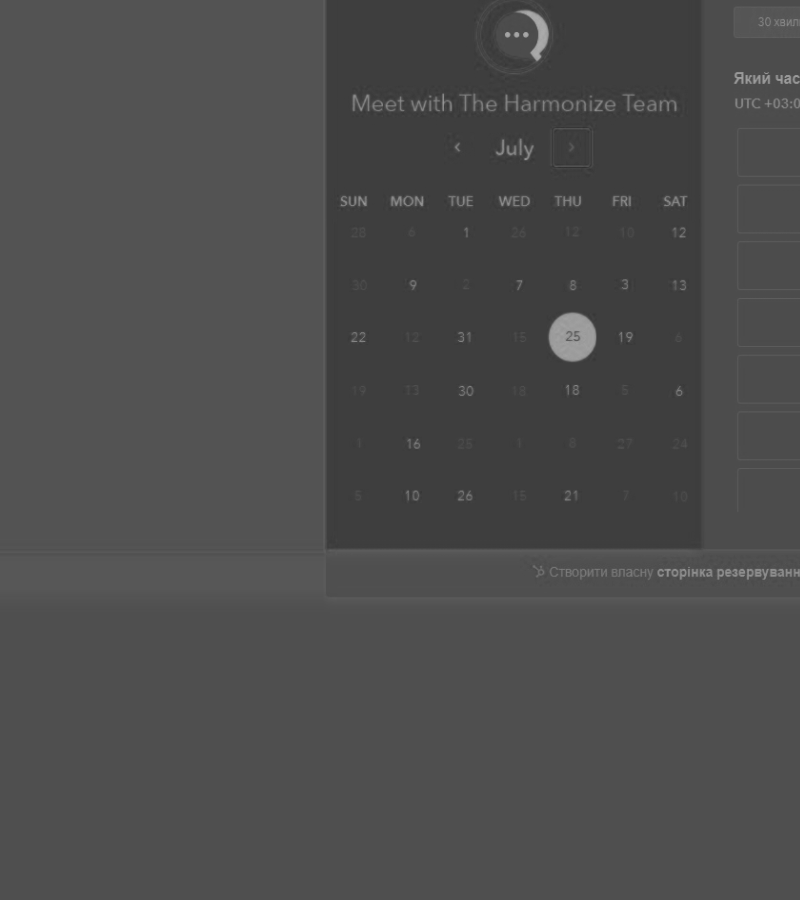 30 хвил
Який час
Meet with The Harmonize Team
UTC +03:0
July
SUN MON TUE WED THU FRI SAT
28 6 1 26 12 10 12
30 9 2 7 8 3 13
22 12 31 15 25 19 6
19 13 30 18 18 5 6
1 16 25 1 8 27 24
5 10 26 15 21 7 10
Створити власну сторінка резервуванн